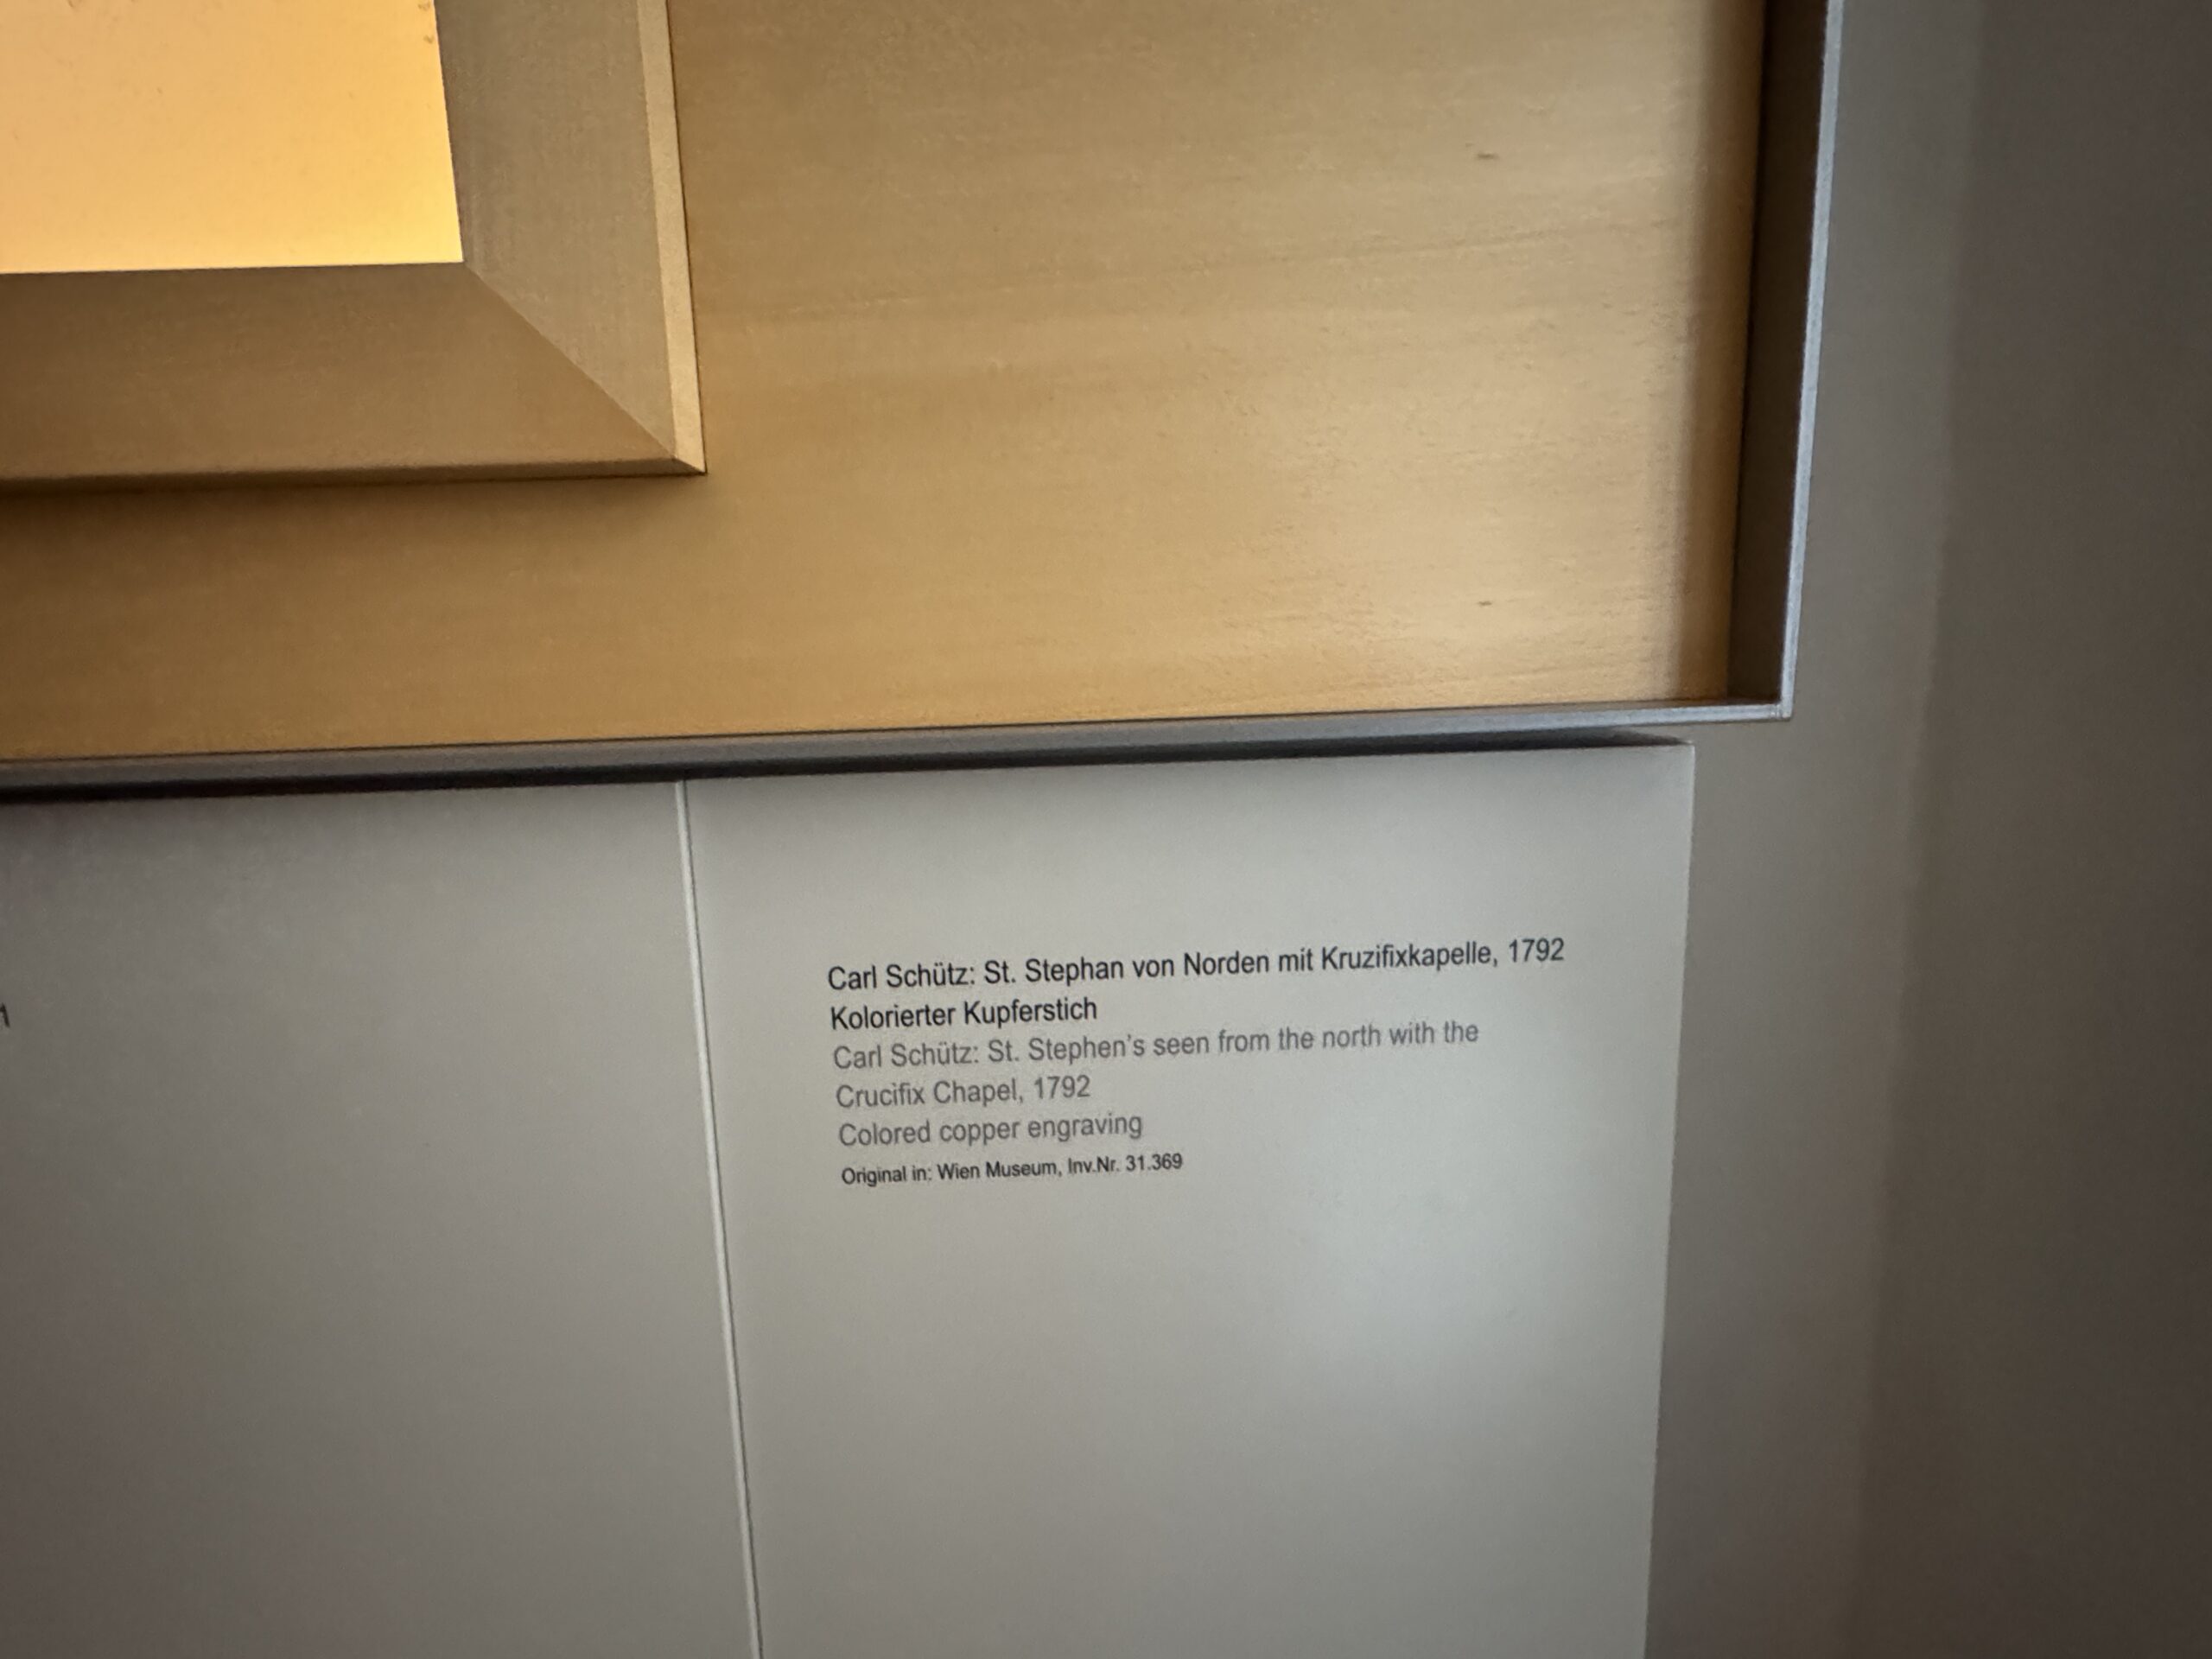 Carl Schütz: St. Stephan von Norden mit Kruzifixkapelle, 1792
Kolorierter Kupferstich
Carl Schütz: St. Stephen’s seen from the north with the
Crucifix Chapel, 1792
Colored copper engraving
Original in: Wien Museum, Inv.Nr. 31.369
1